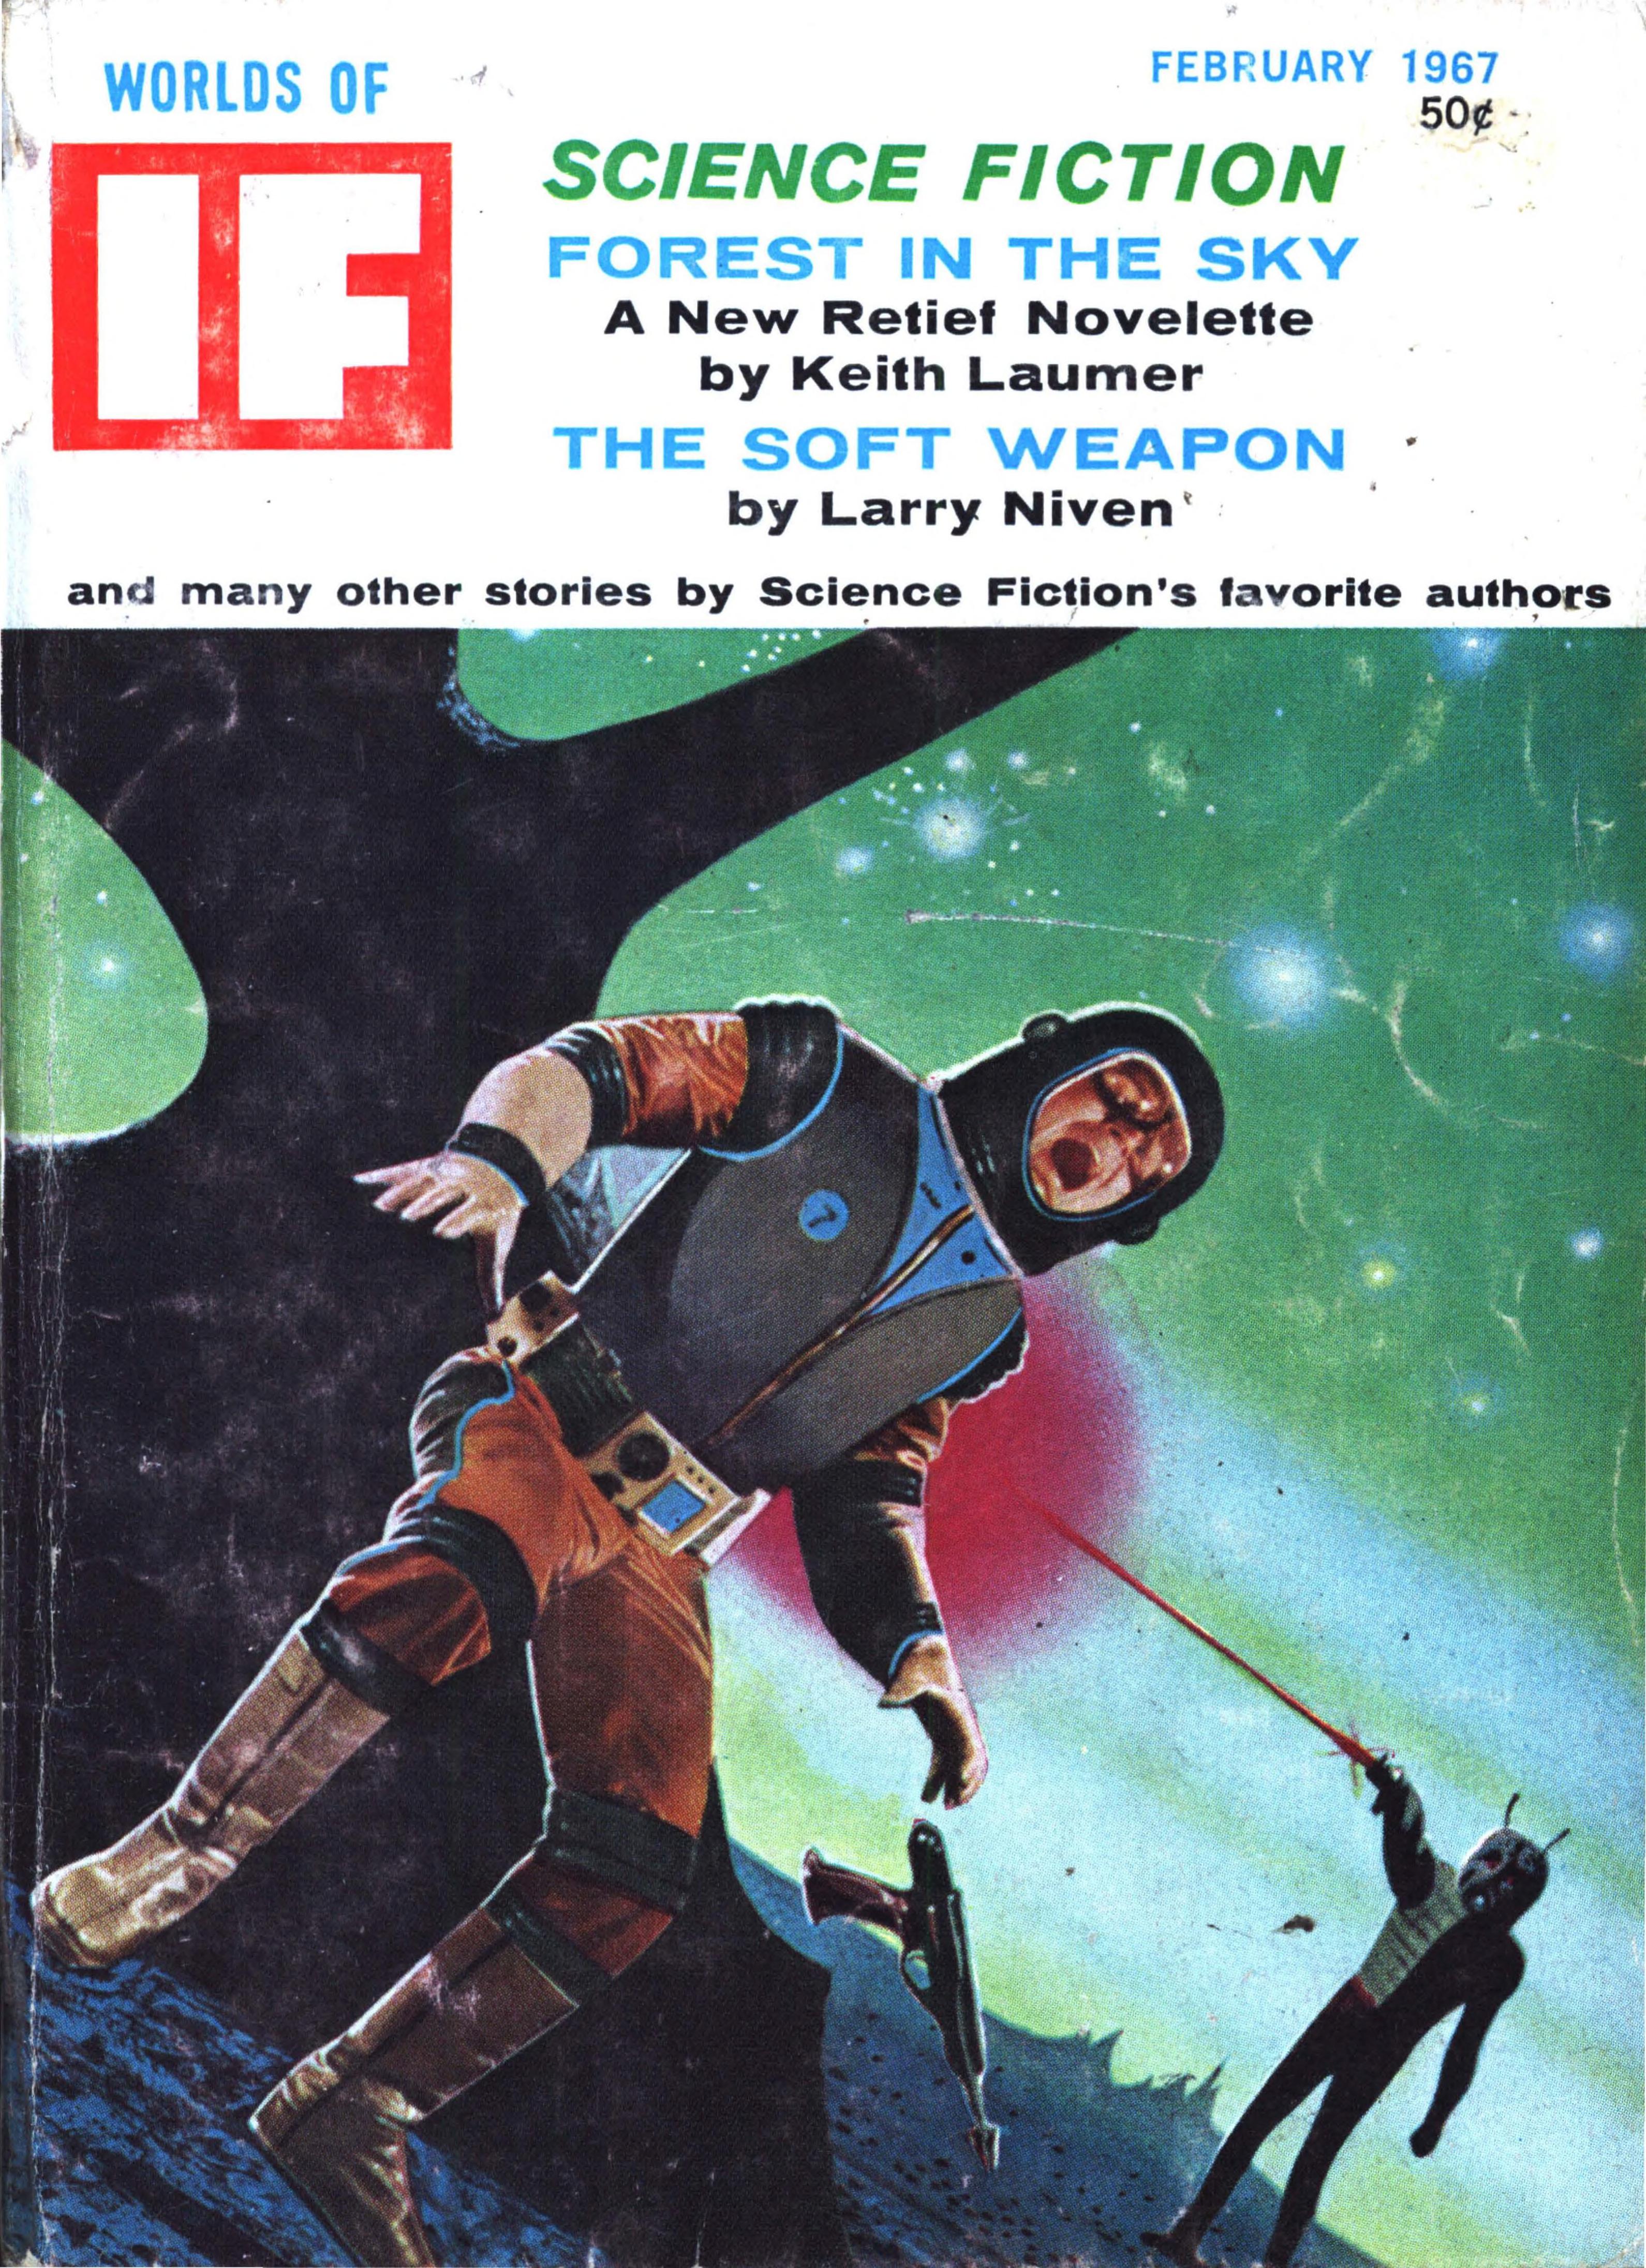 WORLDS OF
IF
FEBRUARY 1967
50¢
SCIENCE FICTION
FOREST IN THE SKY
A New Retief Novelette
by Keith Laumer
THE SOFT WEAPON
by Larry Niven
and many other stories by Science Fiction's favorite authors
7